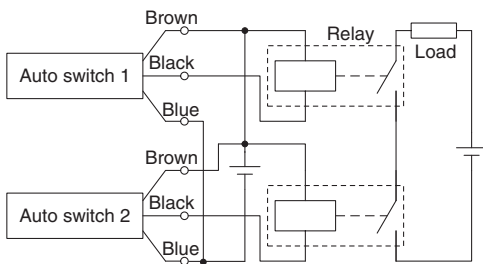 Brown
Relay
Load
Auto switch 1
Black
Blue
Brown
Auto switch 2
Black
Blue